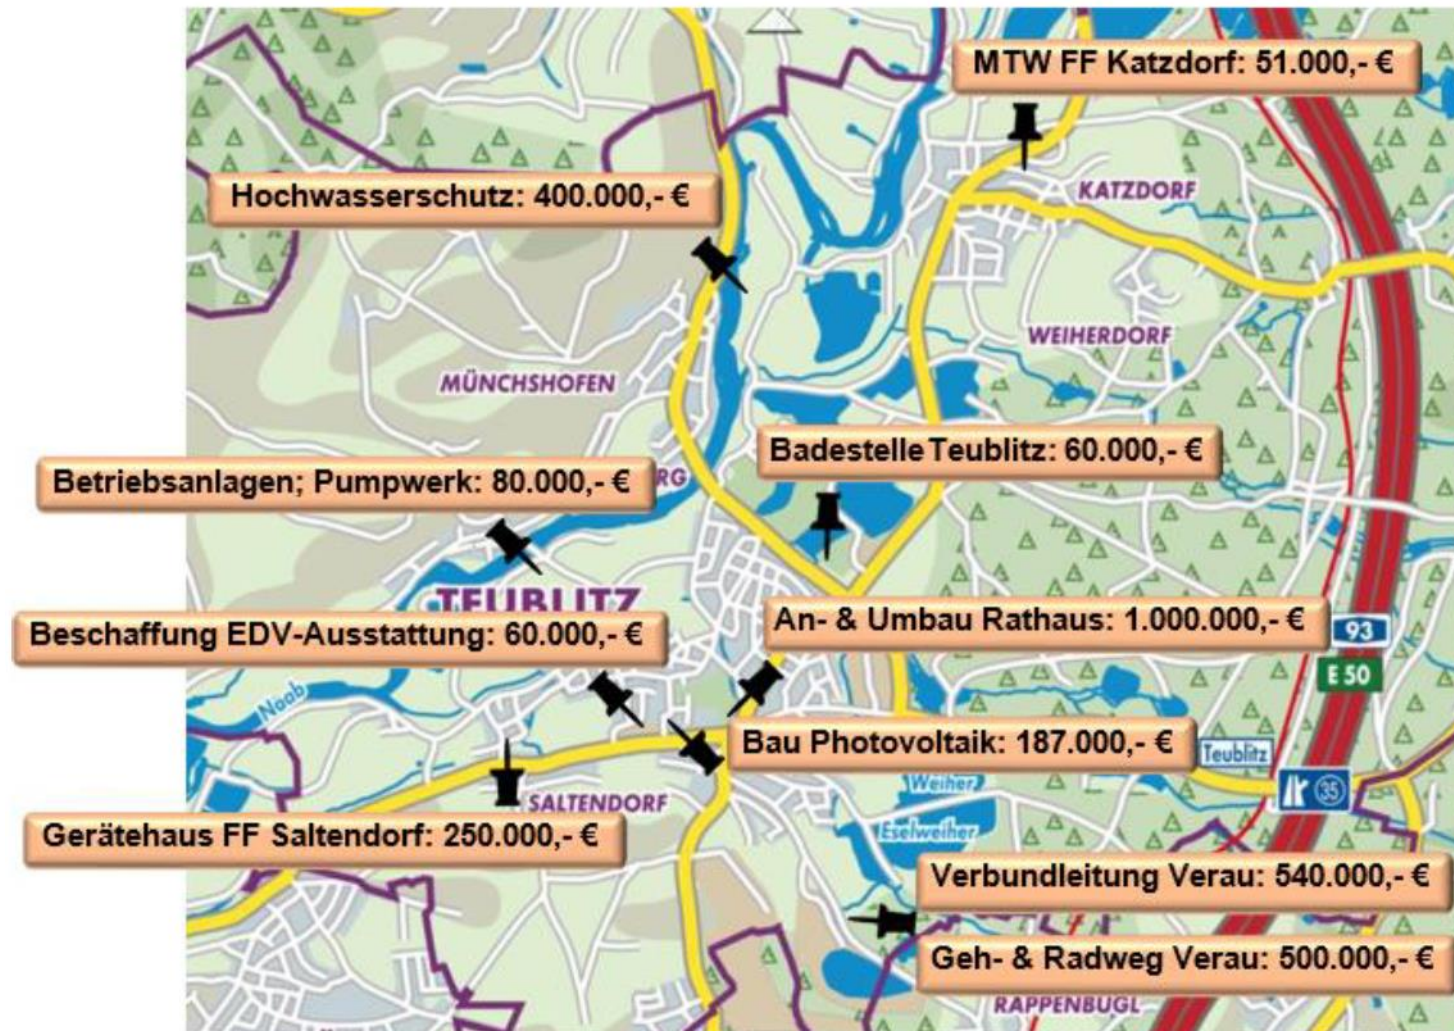 MTW FF Katzdorf: 51.000,- €
Hochwasserschutz: 400.000,- €
KATZDORF
WEIHERDORF
MÜNCHSHOFEN
Badestelle Teublitz: 60.000,- €
Betriebsanlagen; Pumpwerk: 80.000,- €
RG
TEUBLITZ
An- & Umbau Rathaus: 1.000.000,- €
Beschaffung EDV-Ausstattung: 60.000,- €
93
E 50
Naab
Bau Photovoltaik: 187.000,- €
Teublitz
Weiher
35
SALTENDORF
Eselweiher
Gerätehaus FF Saltendorf: 250.000,- €
Verbundleitung Verau: 540.000,- €
Geh- & Radweg Verau: 500.000,- €
RAPPENBÜGL